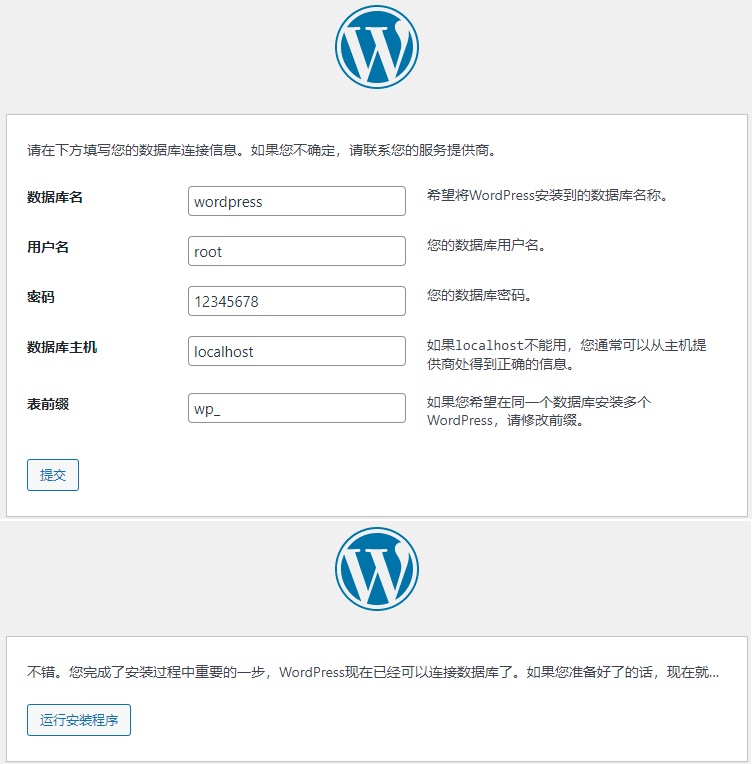 请在下方填写您的数据库连接信息。如果您不确定，请联系您的服务提供商。
数据库名
wordpress
希望将WordPress安装到的数据库名称。
用户名
root
您的数据库用户名。
密码
12345678
您的数据库密码。
数据库主机
localhost
如果localhost不能用，您通常可以从主机提
供商处得到正确的信息。
表前缀
wp_
如果您希望在同一个数据库安装多个
WordPress，请修改前缀。
提交
不错。您完成了安装过程中重要的一步，WordPress现在已经可以连接数据库了。如果您准备好了的话，现在就...
运行安装程序